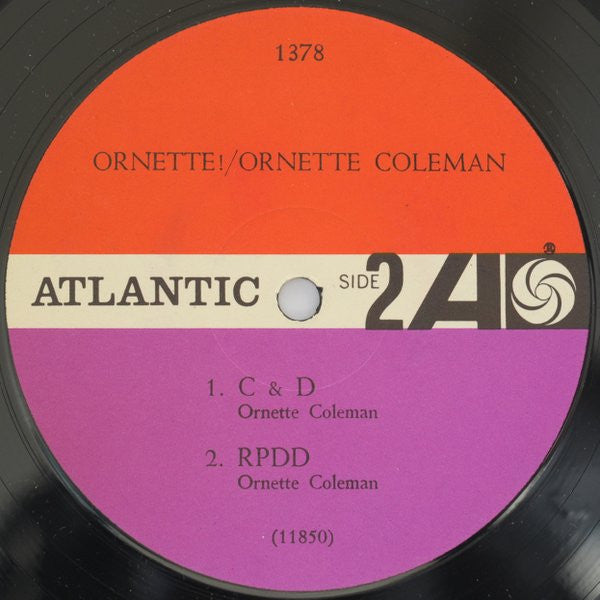 1378
ORNETTE!/ORNETTE COLEMAN
®
ATLANTIC SIDE 2 A
1. C & D
Ornette Coleman
2. RPDD
Ornette Coleman
(11850)